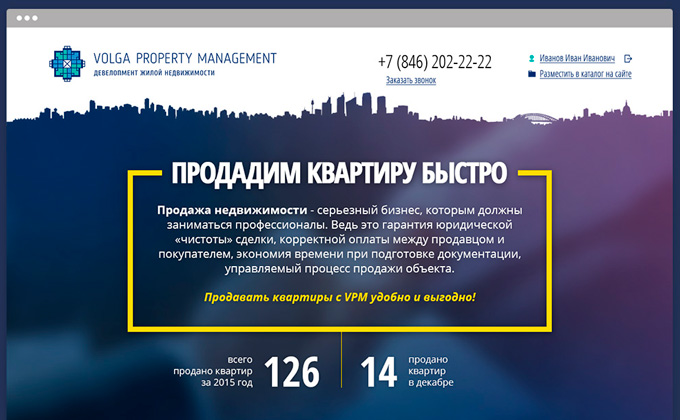 VOLGA PROPERTY MANAGEMENT
ДЕВЕЛОПМЕНТ ЖИЛОЙ НЕДВИЖИМОСТИ
+7 (846) 202-22-22
Заказать звонок
Иванов Иван Иванович
Разместить в каталог на сайте
ПРОДАДИМ КВАРТИРУ БЫСТРО
Продажа недвижимости - серьезный бизнес, которым должны
заниматься профессионалы. Ведь это гарантия юридической
«чистоты» сделки, корректной оплаты между продавцом и
покупателем, экономия времени при подготовке документации,
управляемый процесс продажи объекта.
Продавать квартиры с VPM удобно и выгодно!
всего
продано квартир
за 2015 год
126
14
продано
квартир
в декабре